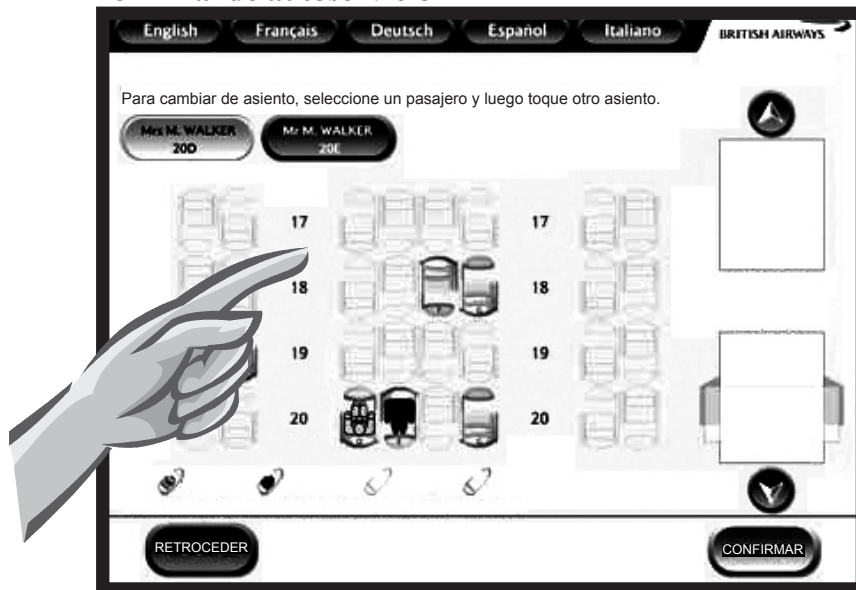 English Français Deutsch Español Italiano BRITISH AIRWAYS
Para cambiar de asiento, seleccione un pasajero y luego toque otro asiento.
Mrs M. WALKER Mr M. WALKER
20D 20E
17 17
18 18
19 19
20 20
RETROCEDER CONFIRMAR